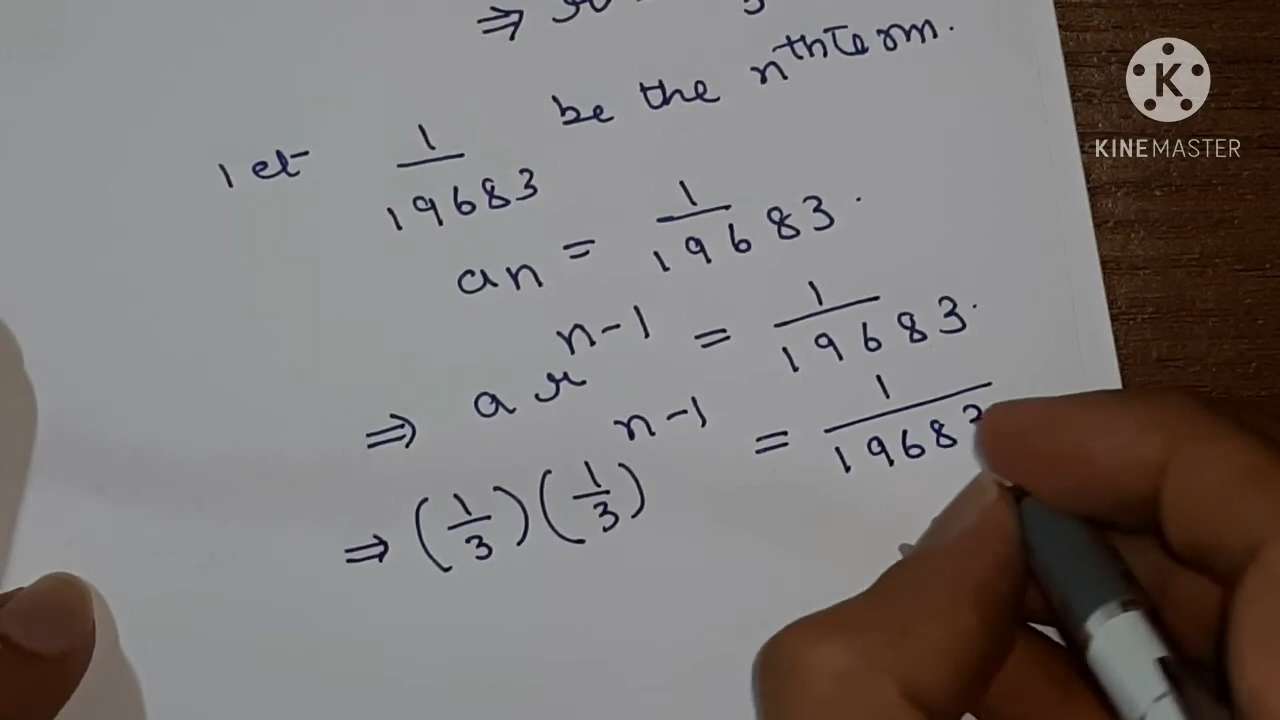 ⇒
be the nth term.
let 1/19683
an = 1/19683.
⇒ a r^(n-1) = 1/19683.
⇒ (1/3)(1/3)^(n-1) = 1/19683
K
KINEMASTER